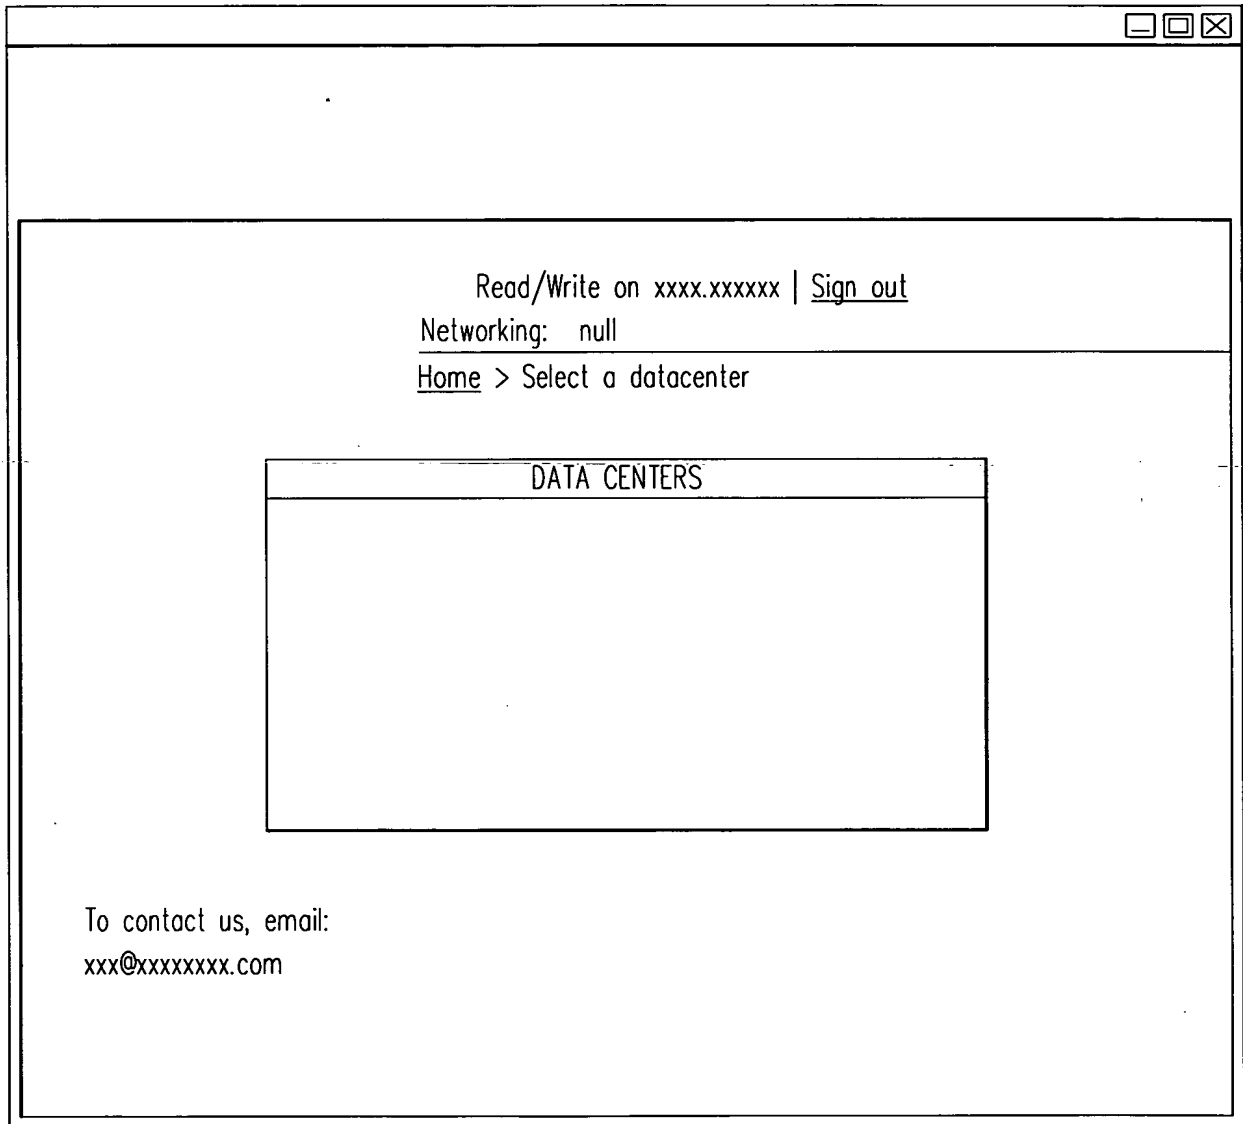 Read/Write on xxxx.xxxxxx | Sign out
Networking: null
Home > Select a datacenter
DATA CENTERS
To contact us, email:
xxx@xxxxxxxx.com